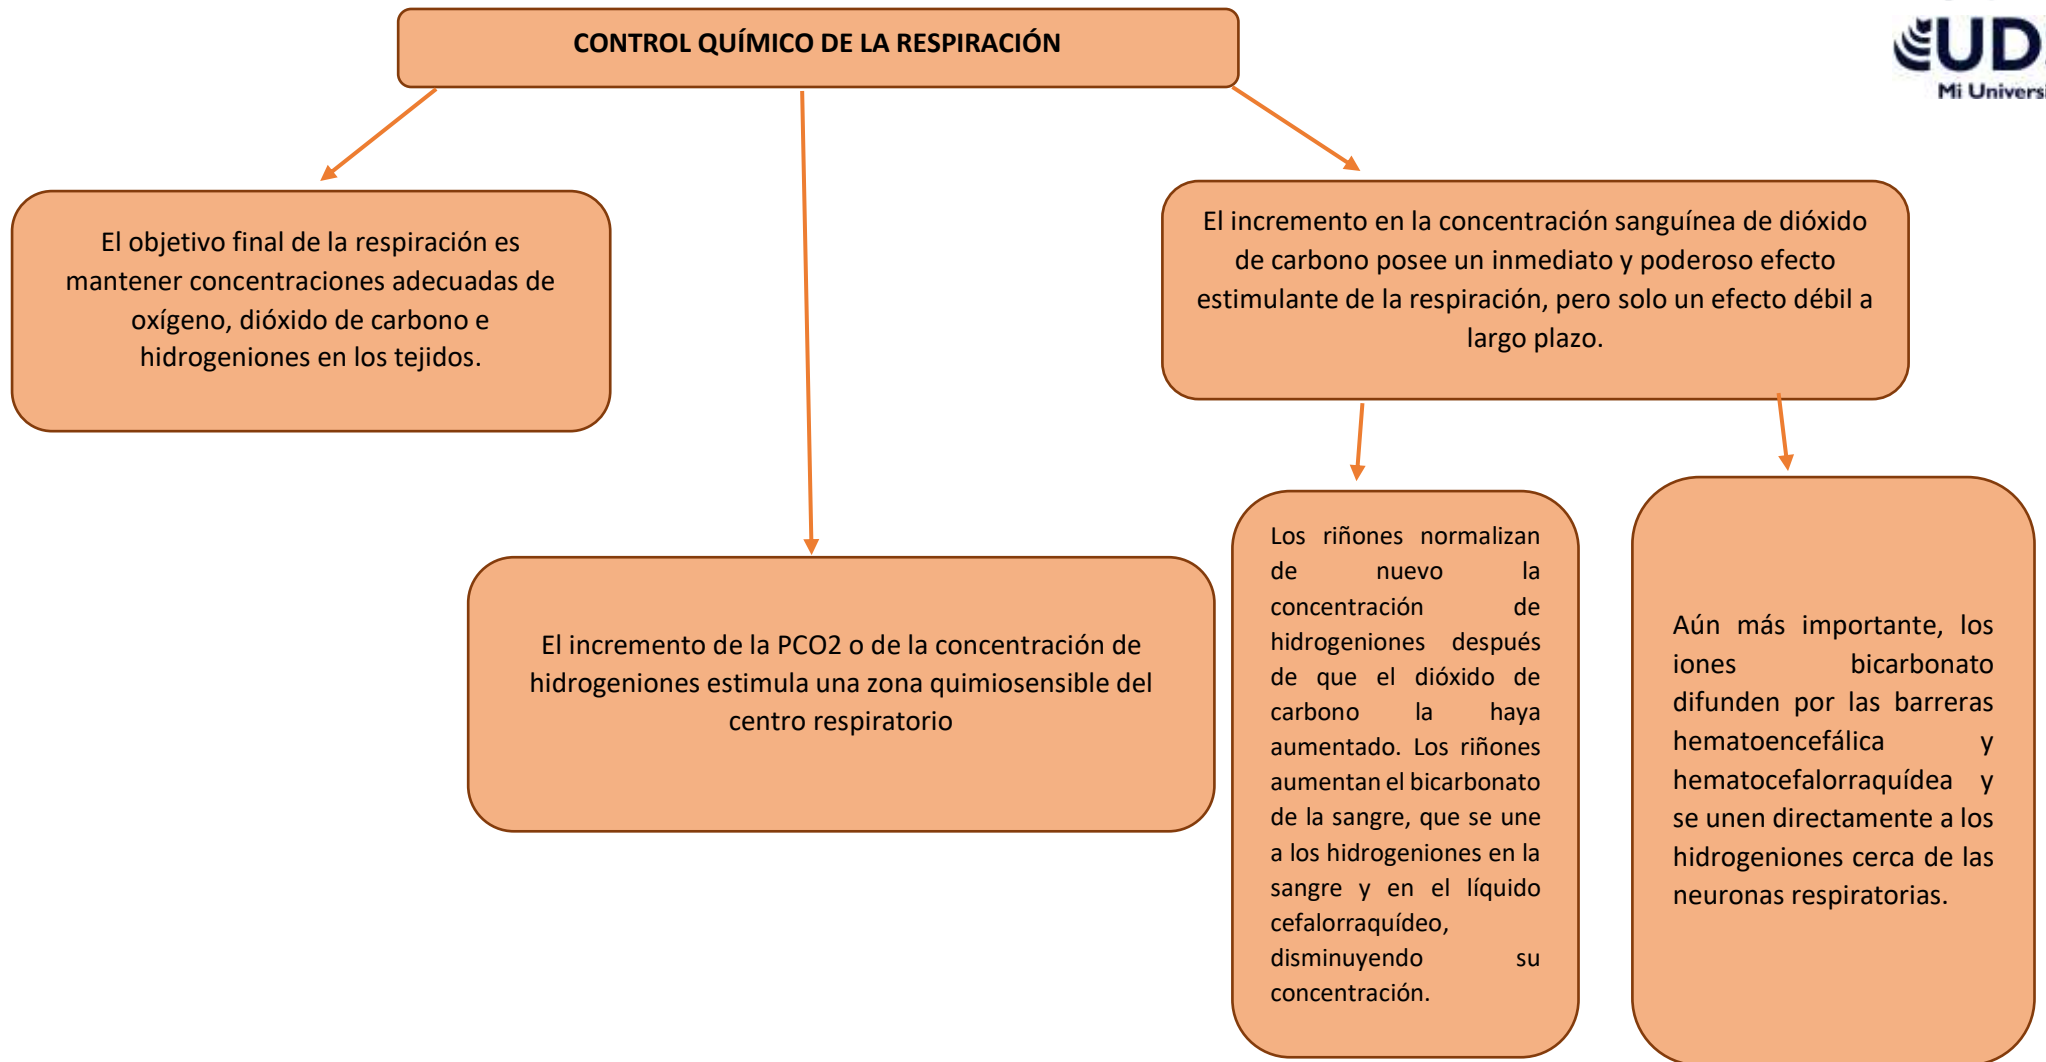 CONTROL QUÍMICO DE LA RESPIRACIÓN
Mi Universi
El objetivo final de la respiración es
mantener concentraciones adecuadas de
oxígeno, dióxido de carbono e
hidrogeniones en los tejidos.
El incremento en la concentración sanguínea de dióxido
de carbono posee un inmediato y poderoso efecto
estimulante de la respiración, pero solo un efecto débil a
largo plazo.
El incremento de la PCO2 o de la concentración de
hidrogeniones estimula una zona quimiosensible del
centro respiratorio
Los riñones normalizan
de nuevo la
concentración de
hidrogeniones después
de que el dióxido de
carbono la haya
aumentado. Los riñones
aumentan el bicarbonato
de la sangre, que se une
a los hidrogeniones en la
sangre y en el líquido
cefalorraquídeo,
disminuyendo su
concentración.
Aún más importante, los
iones bicarbonato
difunden por las barreras
hematoencefálica y
hematocefalorraquídea y
se unen directamente a los
hidrogeniones cerca de las
neuronas respiratorias.